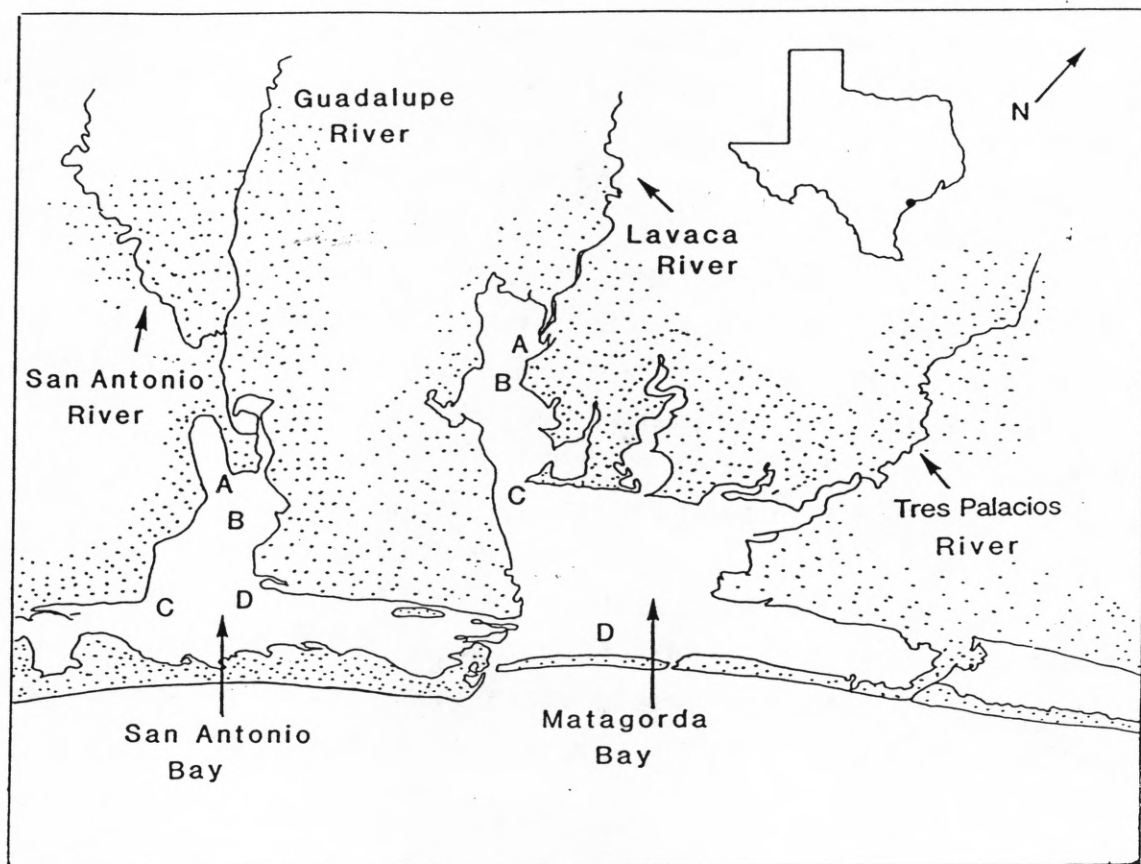 Guadalupe
River
N
Lavaca
River
A
B
San Antonio
River
A
B
C
Tres Palacios
River
C
D
D
San Antonio
Bay
Matagorda
Bay